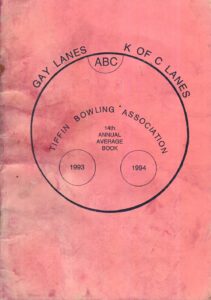 GAY LANES K OF C LANES
ABC
TIFFIN BOWLING ASSOCIATION
14th
ANNUAL
AVERAGE
BOOK
1993 1994